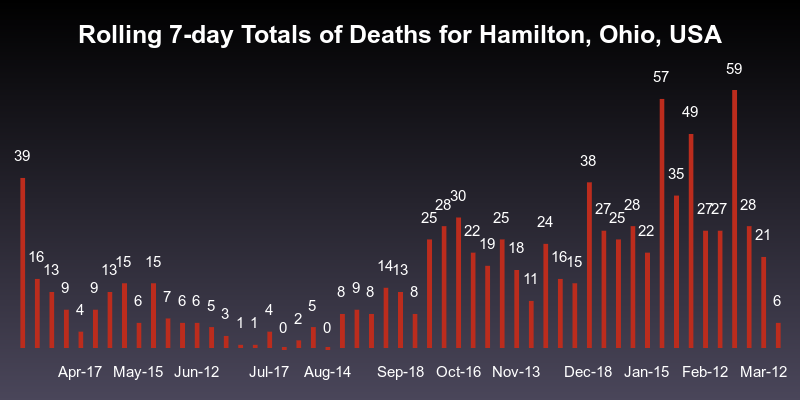 Rolling 7-day Totals of Deaths for Hamilton, Ohio, USA
39 16 13 9 4 9 13 15 6 15 7 6 6 5 3 1 1 4 0 2 5 0 8 9 8 14 13 8 25 28 30 22 19 25 18 11 24 16 15 38 27 25 28 22 57 35 49 27 27 59 28 21 6
Apr-17 May-15 Jun-12 Jul-17 Aug-14 Sep-18 Oct-16 Nov-13 Dec-18 Jan-15 Feb-12 Mar-12